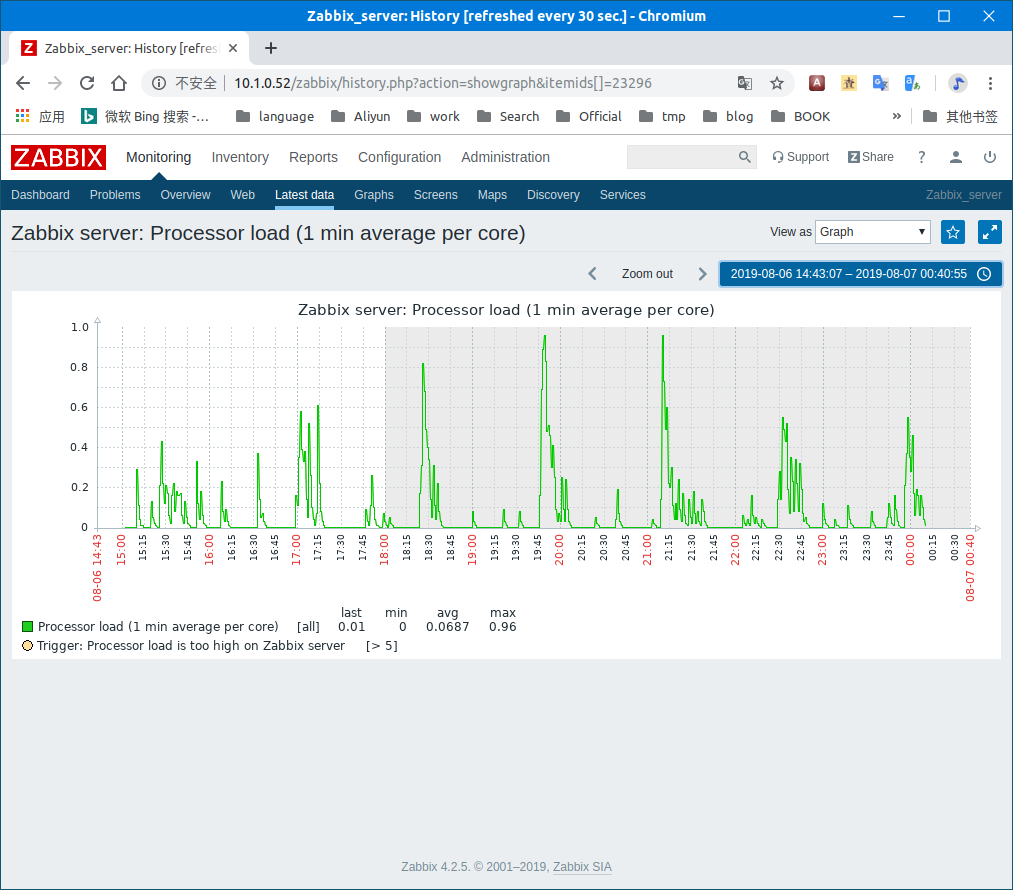 Zabbix_server: History [refreshed every 30 sec.] - Chromium
Z Zabbix_server: History [refres
不安全 10.1.0.52/zabbix/history.php?action=showgraph&itemids[]=23296
应用 微软 Bing 搜索 -... language Aliyun work Search Official tmp blog BOOK » 其他书签
ZABBIX Monitoring Inventory Reports Configuration Administration Support Z Share ?
Dashboard Problems Overview Web Latest data Graphs Screens Maps Discovery Services Zabbix_server
Zabbix server: Processor load (1 min average per core) View as Graph
Zoom out 2019-08-06 14:43:07 – 2019-08-07 00:40:55
Zabbix server: Processor load (1 min average per core)
1.0
0.8
0.6
0.4
0.2
0
08-06 14:43 15:00 15:15 15:30 15:45 16:00 16:15 16:30 16:45 17:00 17:15 17:30 17:45 18:00 18:15 18:30 18:45 19:00 19:15 19:30 19:45 20:00 20:15 20:30 20:45 21:00 21:15 21:30 21:45 22:00 22:15 22:30 22:45 23:00 23:15 23:30 23:45 00:00 00:15 00:30 08-07 00:40
last min avg max
Processor load (1 min average per core) [all] 0.01 0 0.0687 0.96
Trigger: Processor load is too high on Zabbix server [> 5]
Zabbix 4.2.5. © 2001–2019, Zabbix SIA